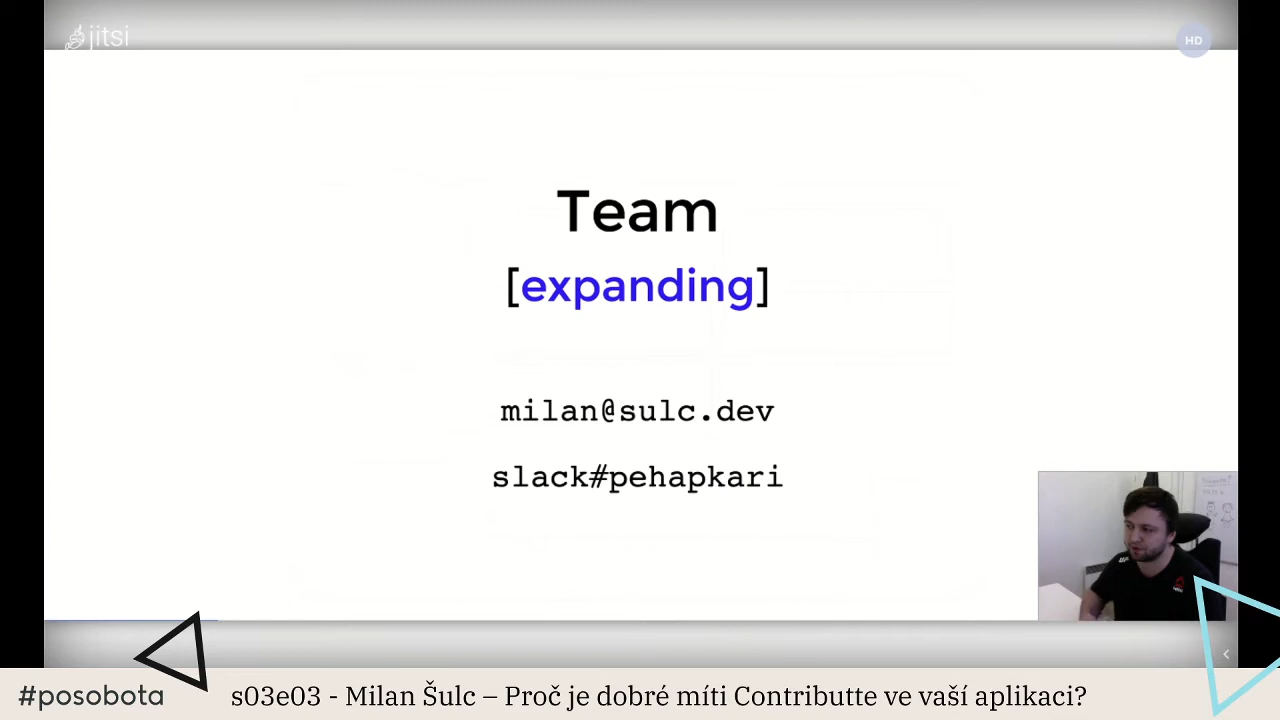 jitsi
HD
Team
[expanding]
milan@sulc.dev
slack#pehapkari
#posobota
s03e03 - Milan Šulc – Proč je dobré míti Contributte ve vaší aplikaci?